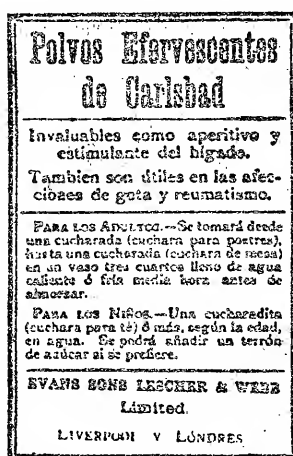 Polvos Efervescentes
de Carlsbad
Invaluables como aperitivo y
estimulante del hígado.
Tambien son útiles en las afec-
ciones de gota y reumatismo.
PARA LOS ADULTCO.—Se tomará desde
una cucharada (cuchara para postres),
hasta una cucharada (cuchara de mesa)
en un vaso tres cuartos lleno de agua
caliente ó fría media hora antes de
almorzar.
PARA LOS NIÑOS.—Una cucharadita
(cuchara para té) ó más, según la edad,
en agua. Se podrá añadir un terrón
de azúcar si se prefiere.
EVANS SONS LESCHER & WEBB
Limited.
LIVERPOOL Y LÓNDRES